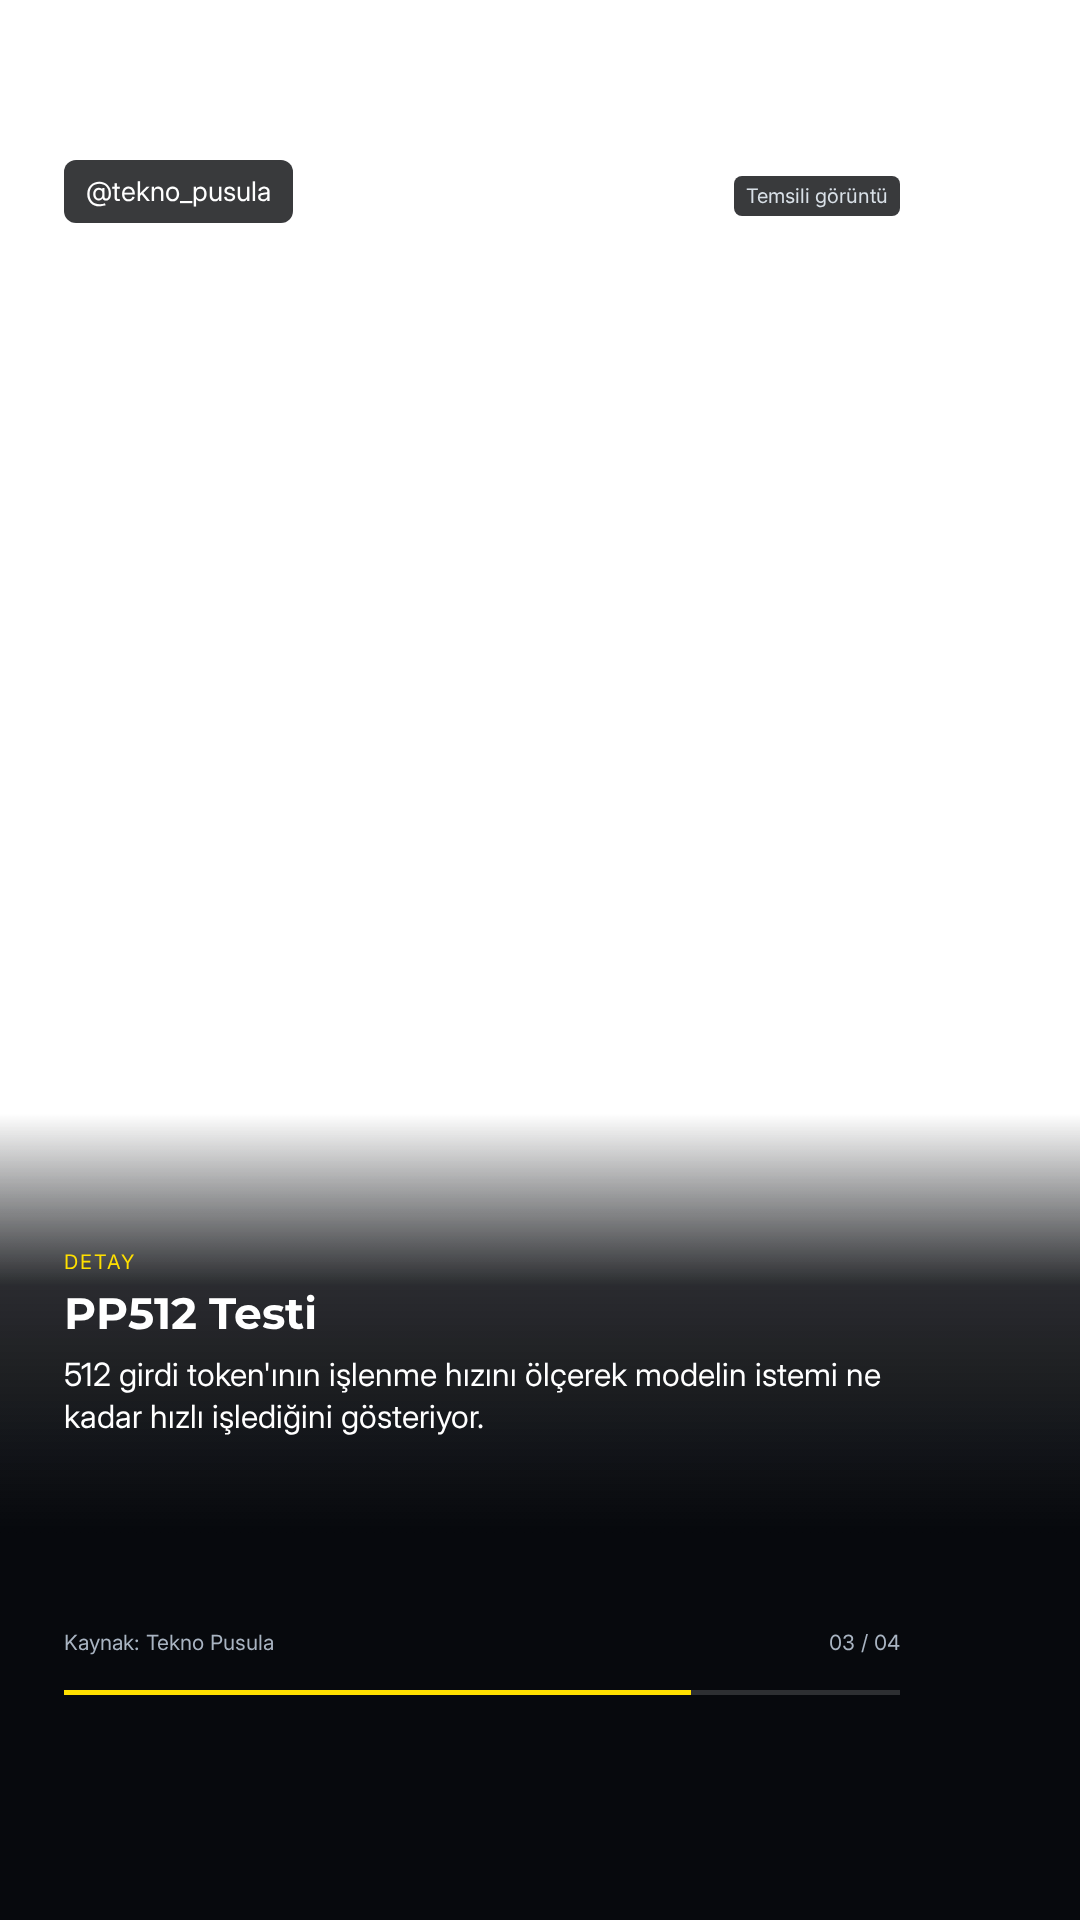 @tekno_pusula
Temsili görüntü
DETAY
PP512 Testi
512 girdi token'ının işlenme hızını ölçerek modelin istemi ne
kadar hızlı işlediğini gösteriyor.
Kaynak: Tekno Pusula
03 / 04